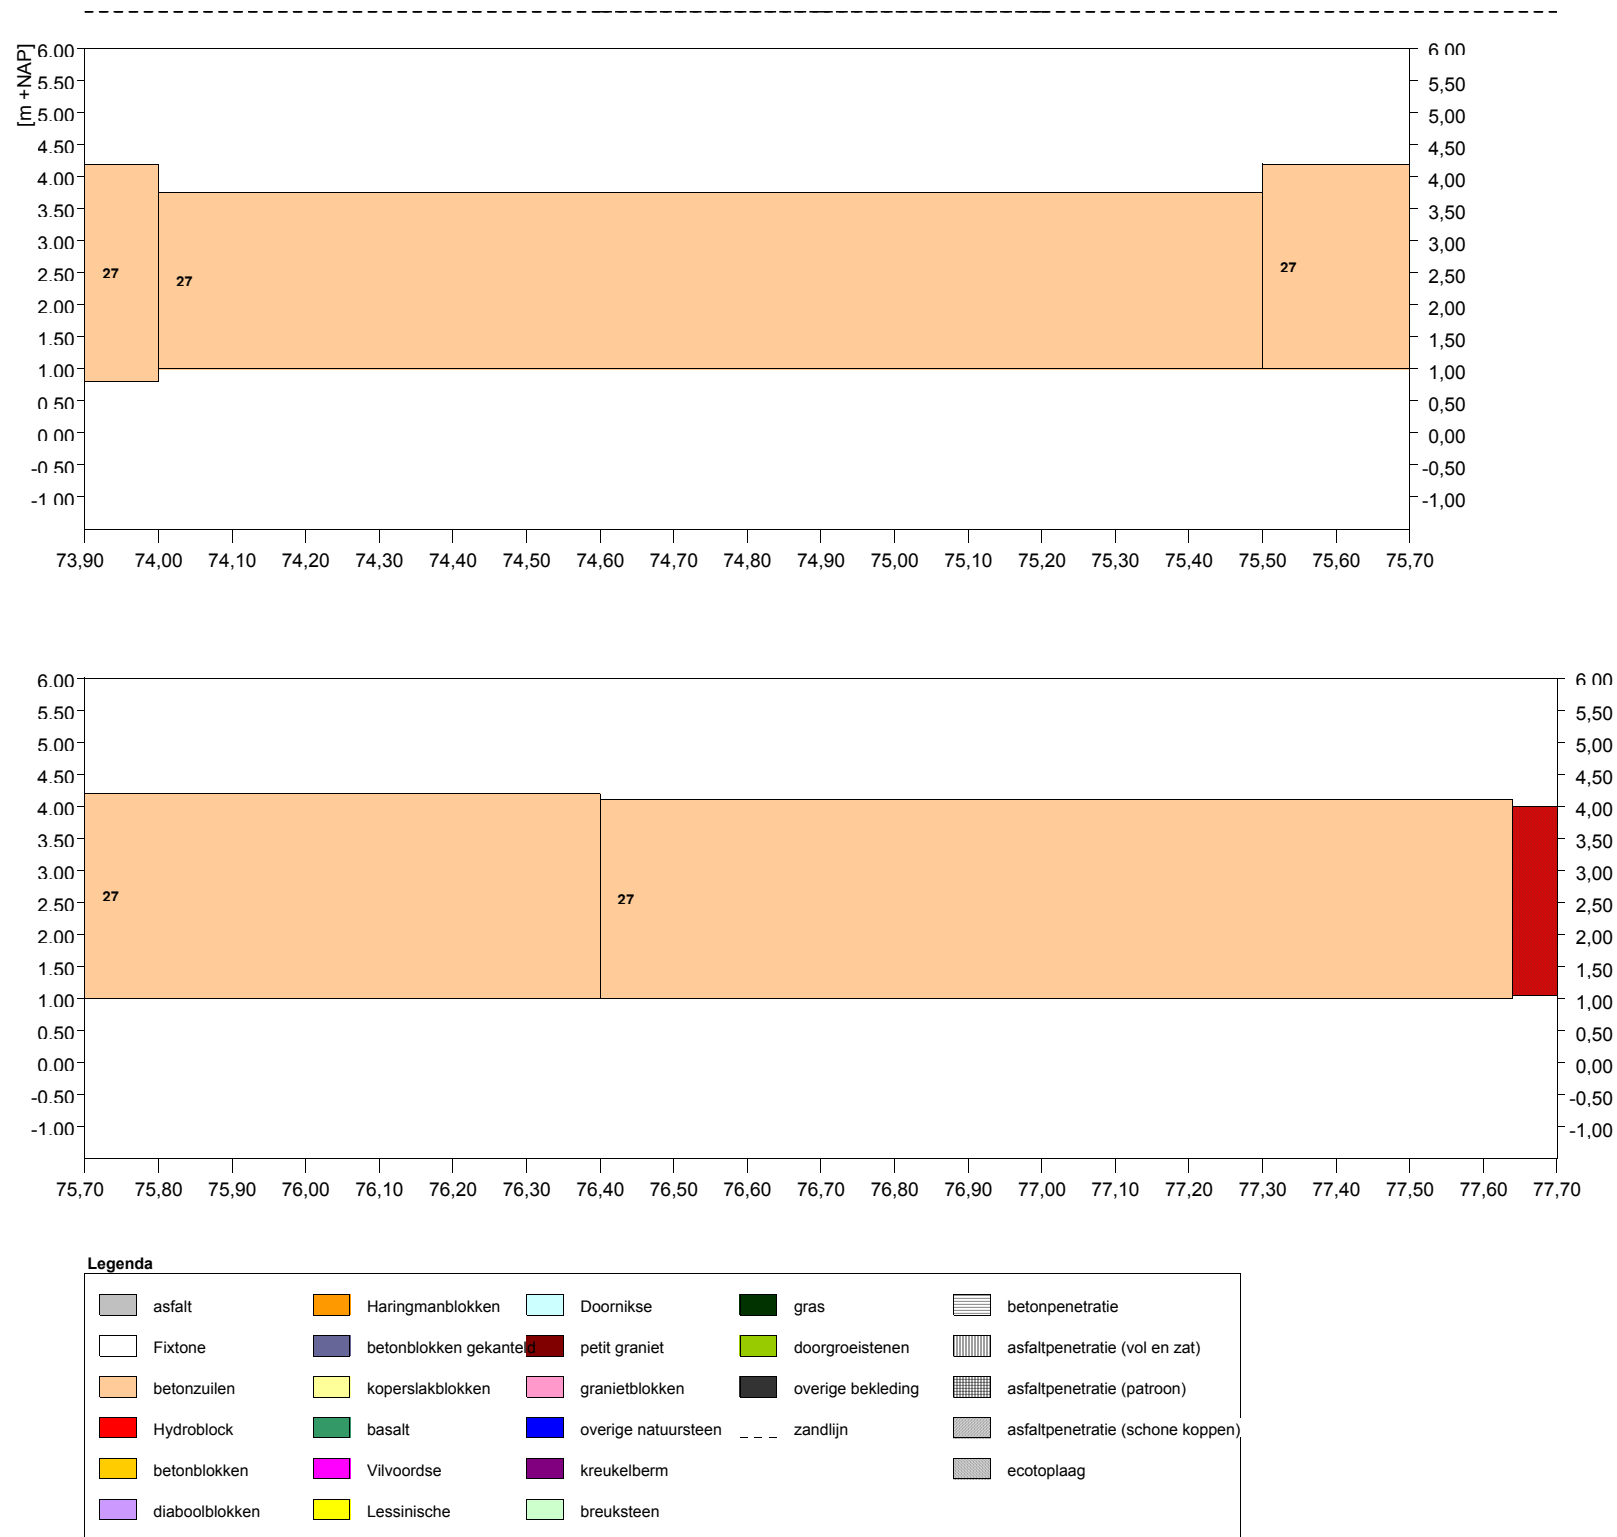 [m +NAP]
6.00 6.00
5.50 5,50
5.00 5,00
4.50 4,50
4.00 4,00
3.50 3,50
3.00 3,00
2.50 27 27 27 2,50
2.00 2,00
1.50 1,50
1.00 1,00
0.50 0,50
0.00 0,00
-0.50 -0,50
-1.00 -1,00
73,90 74,00 74,10 74,20 74,30 74,40 74,50 74,60 74,70 74,80 74,90 75,00 75,10 75,20 75,30 75,40 75,50 75,60 75,70
6.00 6.00
5.50 5,50
5.00 5,00
4.50 4,50
4.00 4,00
3.50 3,50
3.00 3,00
2.50 27 27 2,50
2.00 2,00
1.50 1,50
1.00 1,00
0.50 0,50
0.00 0,00
-0.50 -0,50
-1.00 -1,00
75,70 75,80 75,90 76,00 76,10 76,20 76,30 76,40 76,50 76,60 76,70 76,80 76,90 77,00 77,10 77,20 77,30 77,40 77,50 77,60 77,70
Legenda
asfalt Haringmanblokken Doornikse gras betonpenetratie
Fixtone betonblokken gekanteld petit graniet doorgroeistenen asfaltpenetratie (vol en zat)
betonzuilen koperslakblokken granietblokken overige bekleding asfaltpenetratie (patroon)
Hydroblock basalt overige natuursteen zandlijn asfaltpenetratie (schone koppen)
betonblokken Vilvoordse kreukelberm ecotoplaag
diaboolblokken Lessinische breuksteen